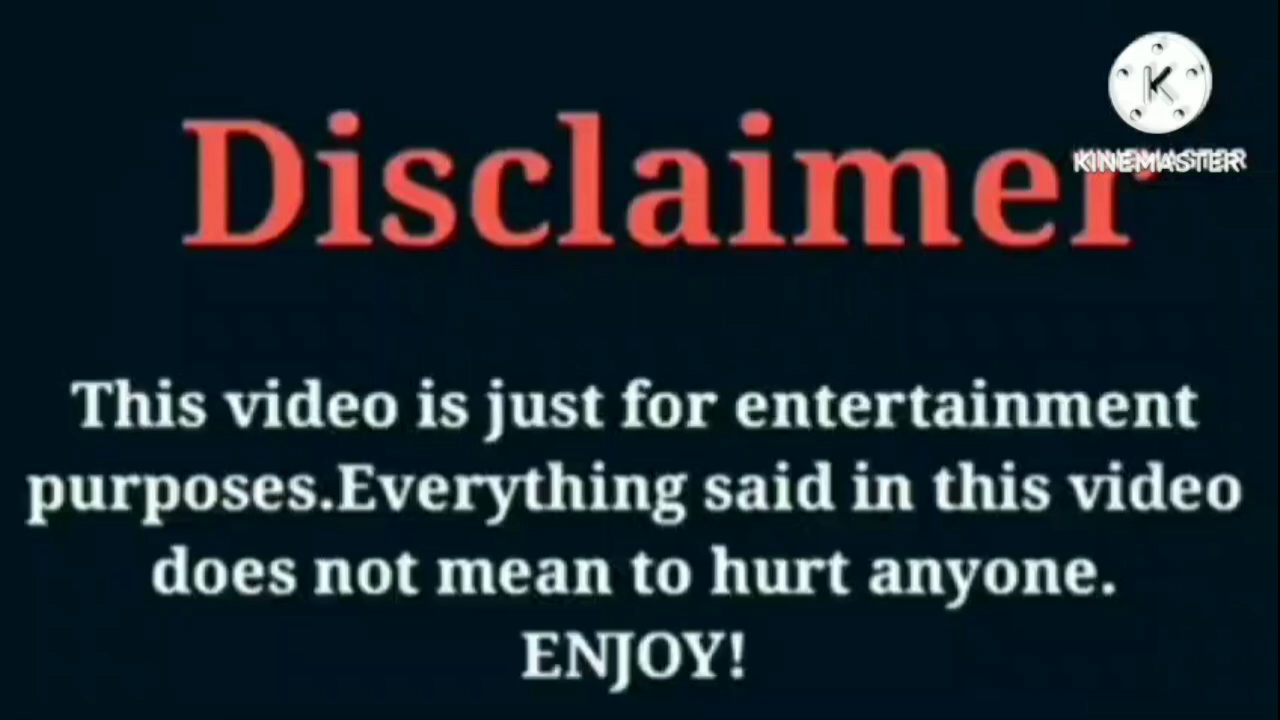 K
KINEMASTER
Disclaimer
This video is just for entertainment
purposes.Everything said in this video
does not mean to hurt anyone.
ENJOY!